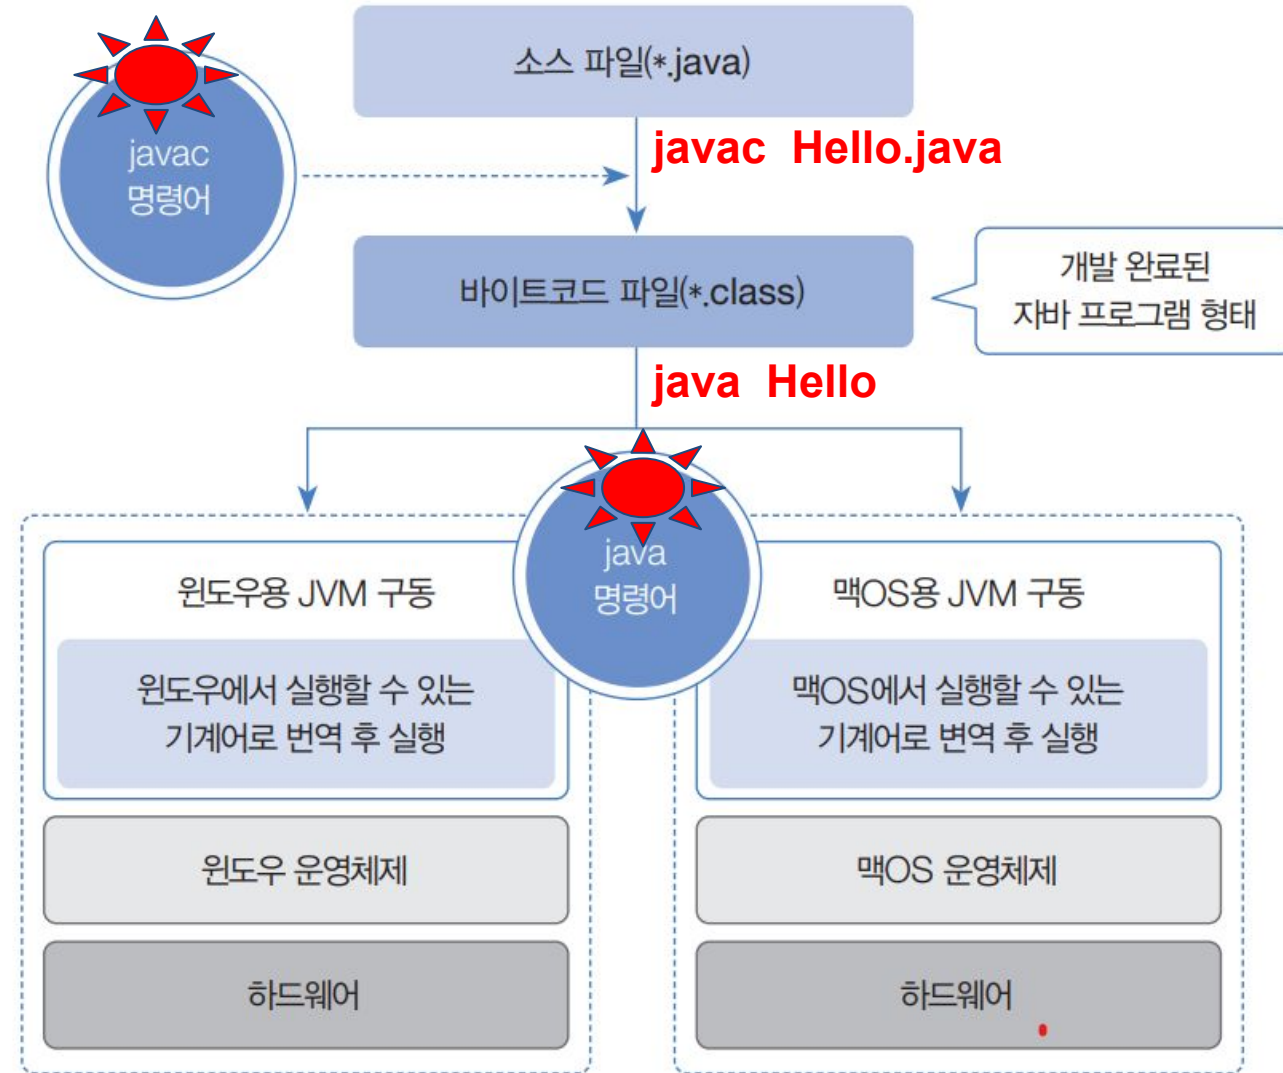 소스 파일(*.java)
javac
명령어
javac Hello.java
바이트코드 파일(*.class)
개발 완료된
자바 프로그램 형태
java Hello
java
명령어
윈도우용 JVM 구동
윈도우에서 실행할 수 있는
기계어로 번역 후 실행
윈도우 운영체제
하드웨어
맥OS용 JVM 구동
맥OS에서 실행할 수 있는
기계어로 변역 후 실행
맥OS 운영체제
하드웨어